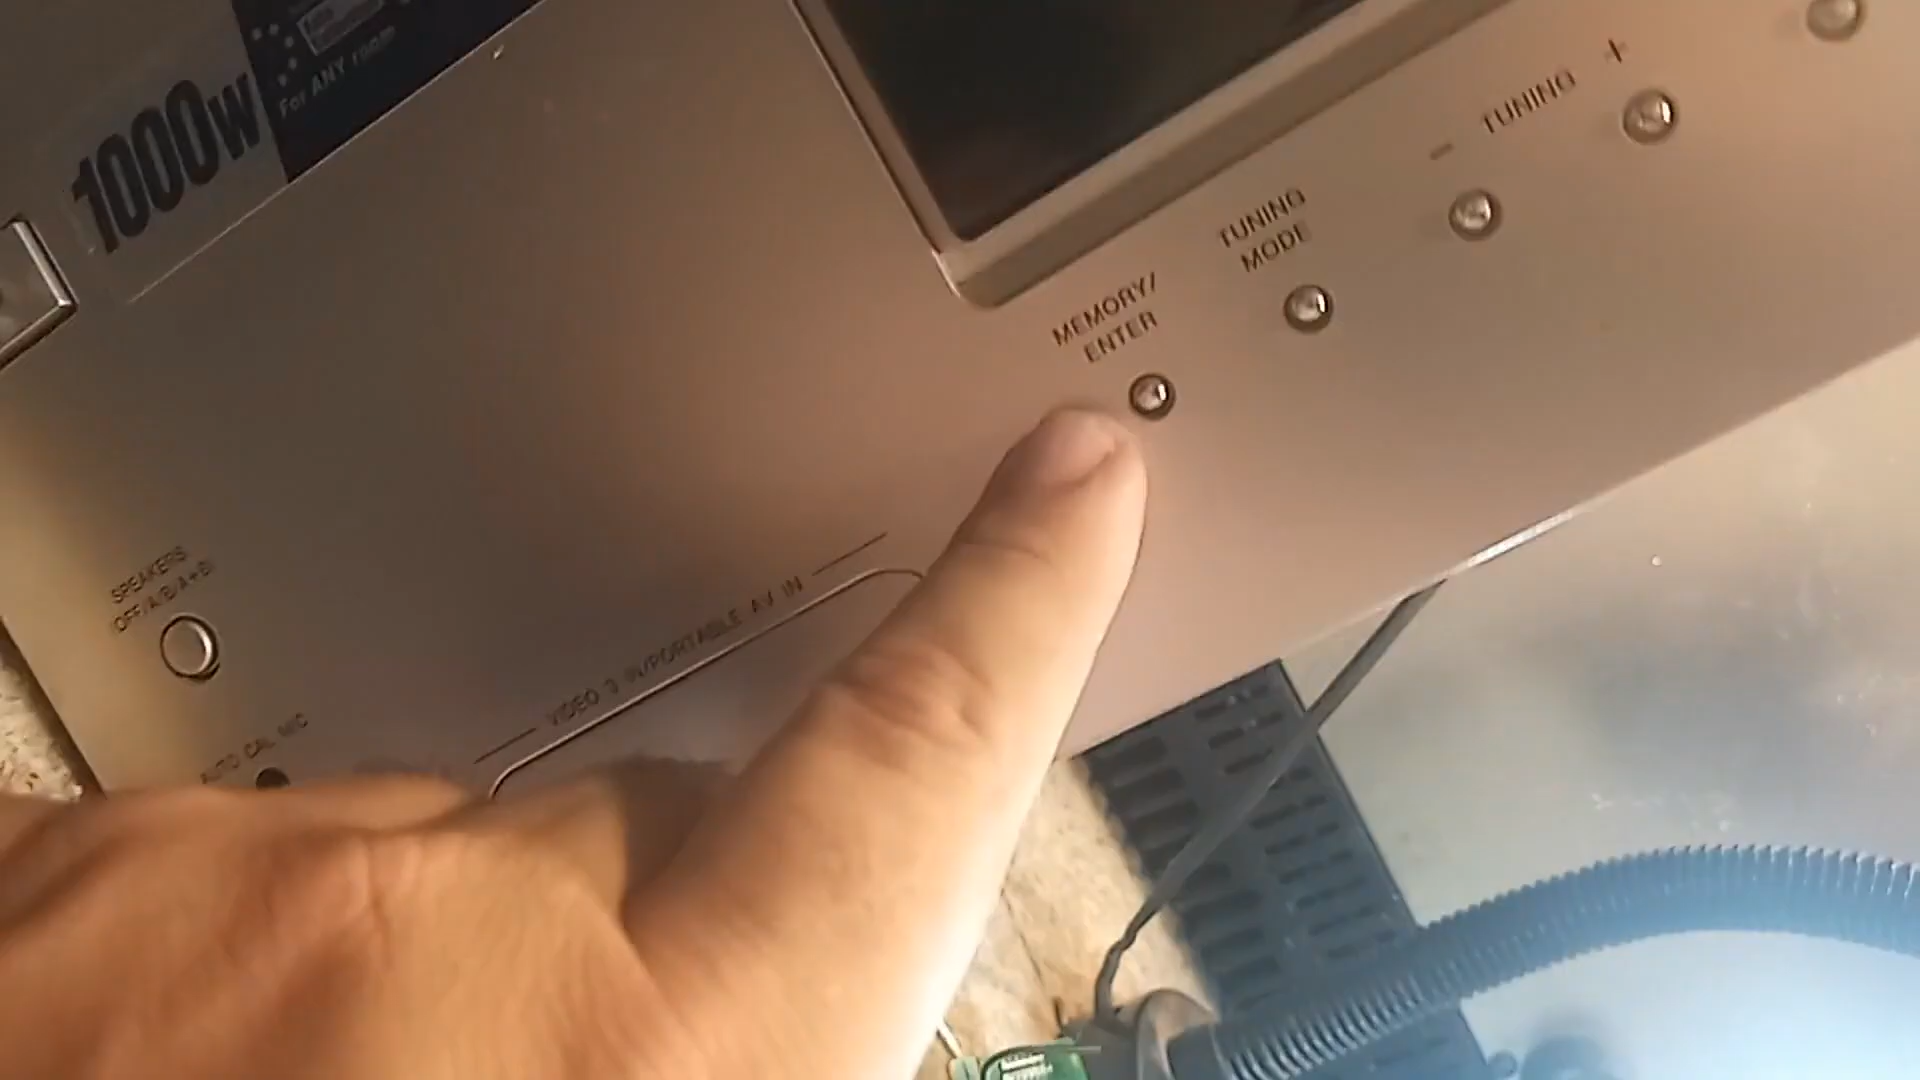 For ANY room
1000W
TUNING
− +
TUNING
MODE
MEMORY/
ENTER
SPEAKERS
OFF/A/B/A+B
VIDEO 3 IN/PORTABLE AV IN
AUTO CAL MIC